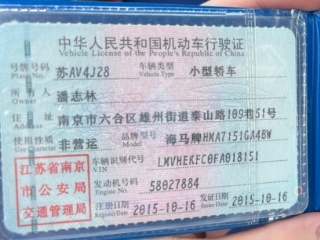 中华人民共和国机动车行驶证
Vehicle License of the People's Republic of China
号牌号码 苏AV4J28 车辆类型 小型轿车
Plate No. Vehicle Type
所有人 潘志林
Owner
住址 南京市六合区雄州街道泰山路109巷51号
Address
使用性质 非营运 品牌型号 海马牌HMA7151GA4BW
Model
江苏省南京 车辆识别代号 LMVHEKFC0FA018151
VIN
市公安局 发动机号码 58027884
Engine No.
交通管理局 注册日期 2015-10-16 发证日期 2015-10-16
Register Date Issue Date